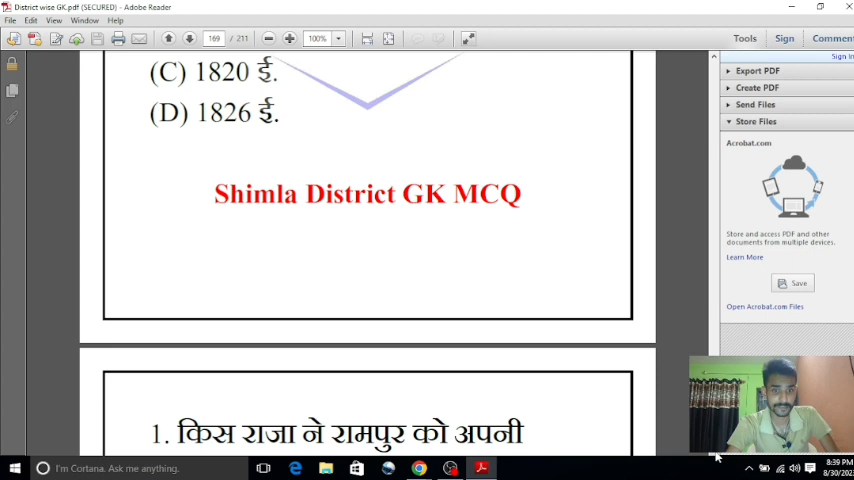 District wise GK.pdf (SECURED) - Adobe Reader
File Edit View Window Help
169 / 211 100% Tools Sign Comment
Sign In
(C) 1820 ई.
(D) 1826 ई.
Shimla District GK MCQ
1. किस राजा ने रामपुर को अपनी
Export PDF
Create PDF
Send Files
Store Files
Acrobat.com
Store and access PDF and other
documents from multiple devices.
Learn More
Save
Open Acrobat.com Files
I'm Cortana. Ask me anything.
8:39 PM